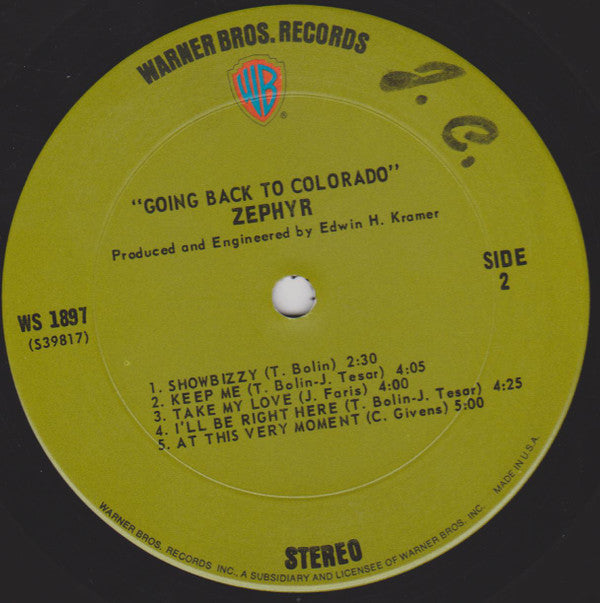 WARNER BROS. RECORDS
WB
®
J. C.
"GOING BACK TO COLORADO"
ZEPHYR
Produced and Engineered by Edwin H. Kramer
SIDE
2
WS 1897
(S39817)
1. SHOWBIZZY (T. Bolin) 2:30
2. KEEP ME (T. Bolin-J. Tesar) 4:05
3. TAKE MY LOVE (J. Faris) 4:00
4. I'LL BE RIGHT HERE (T. Bolin-J. Tesar) 4:25
5. AT THIS VERY MOMENT (C. Givens) 5:00
STEREO
WARNER BROS. RECORDS INC., A SUBSIDIARY AND LICENSEE OF WARNER BROS. INC. MADE IN U.S.A.